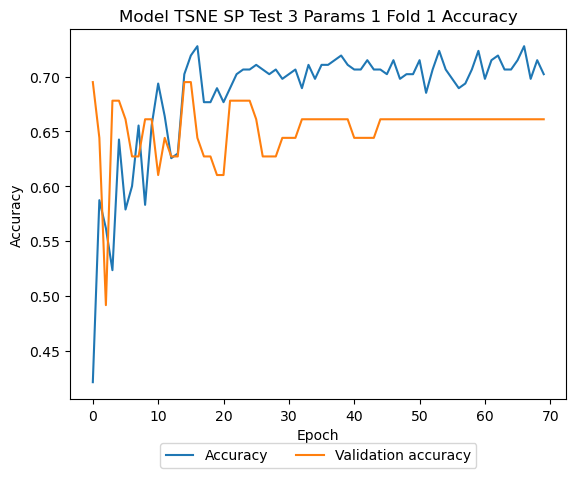 Model TSNE SP Test 3 Params 1 Fold 1 Accuracy
Accuracy
0.70
0.65
0.60
0.55
0.50
0.45
0 10 20 30 40 50 60 70
Epoch
Accuracy Validation accuracy